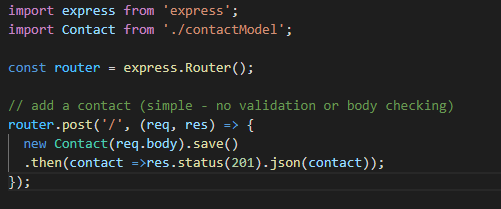 import express from 'express';
import Contact from './contactModel';
const router = express.Router();
// add a contact (simple - no validation or body checking)
router.post('/', (req, res) => {
  new Contact(req.body).save()
  .then(contact =>res.status(201).json(contact));
});